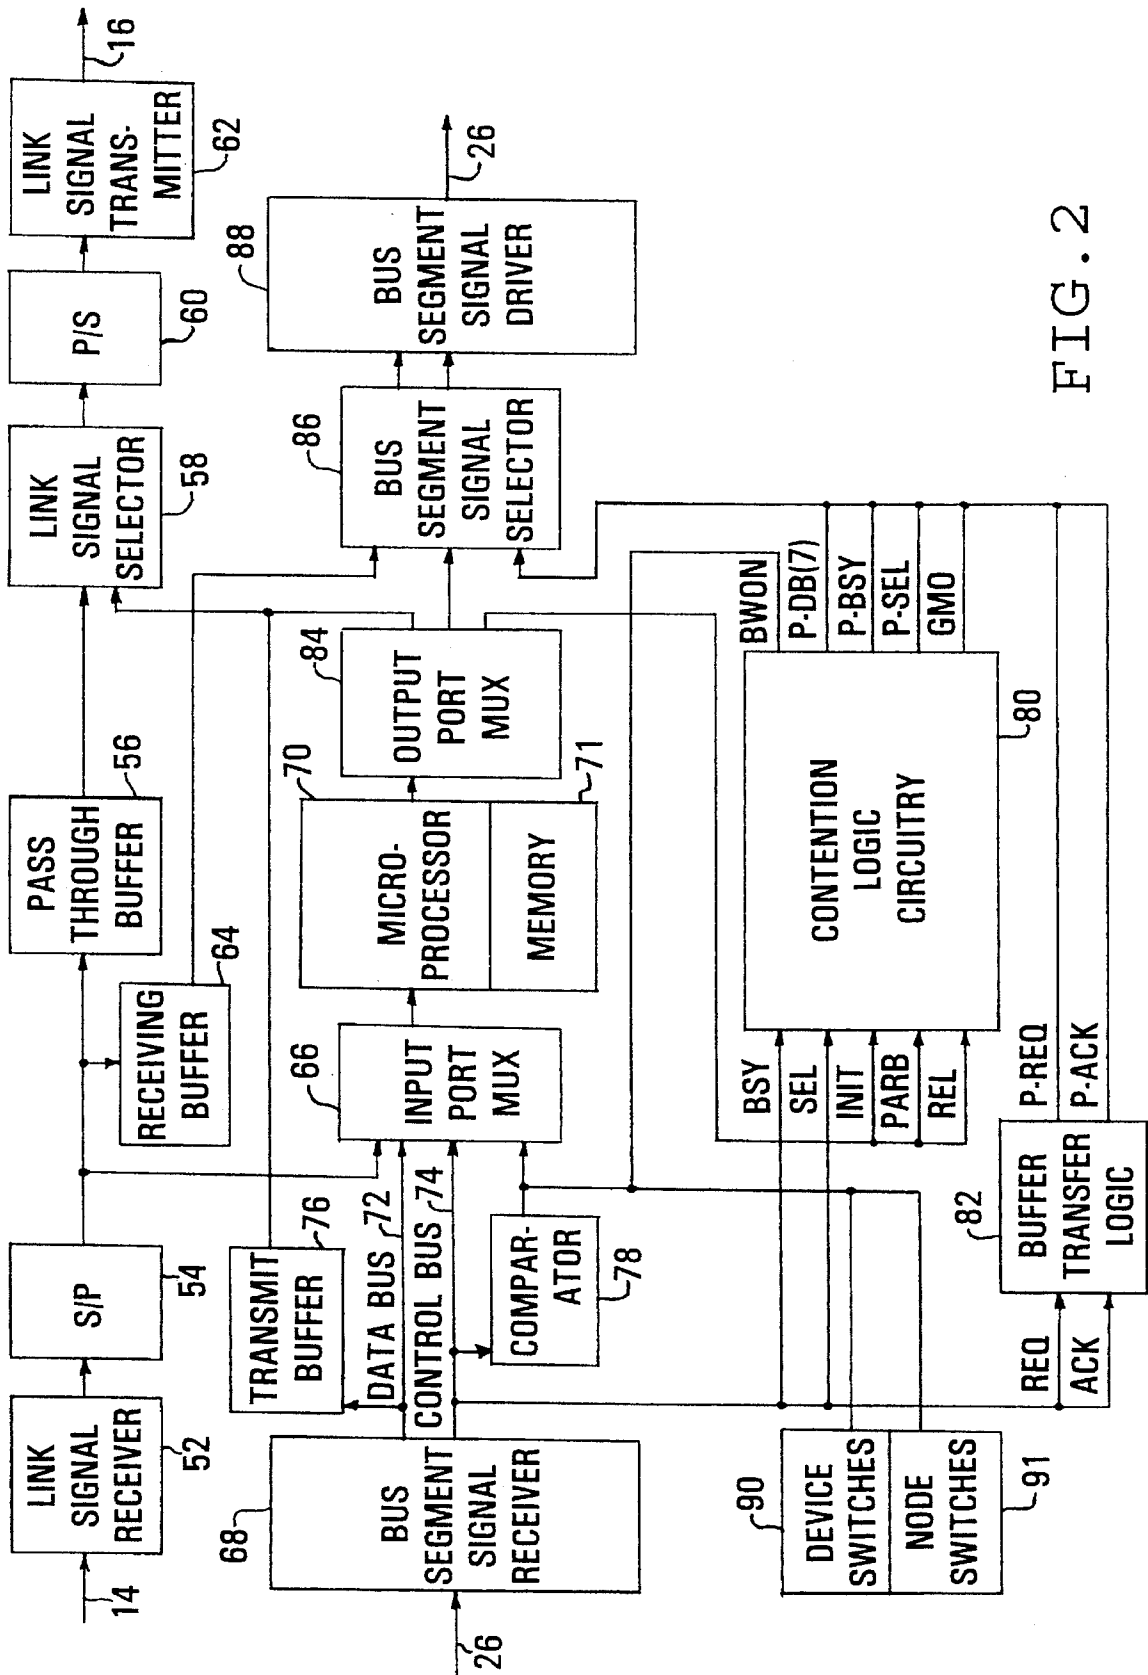 14
LINK
SIGNAL
RECEIVER
52
S/P
54
PASS
THROUGH
BUFFER
56
LINK
SIGNAL
SELECTOR
58
P/S
60
LINK
SIGNAL
TRANS-
MITTER
62
16
RECEIVING
BUFFER
64
TRANSMIT
BUFFER
76
26
68
BUS
SEGMENT
SIGNAL
RECEIVER
DATA BUS
72
CONTROL BUS
74
COMPAR-
ATOR
78
66
INPUT
PORT
MUX
70
MICRO-
PROCESSOR
MEMORY
71
84
OUTPUT
PORT
MUX
86
BUS
SEGMENT
SIGNAL
SELECTOR
88
BUS
SEGMENT
SIGNAL
DRIVER
26
90
DEVICE
SWITCHES
NODE
SWITCHES
91
BSY
SEL
INIT
PARB
REL
CONTENTION
LOGIC
CIRCUITRY
80
BWON
P-DB(7)
P-BSY
P-SEL
GMO
REQ
ACK
82
BUFFER
TRANSFER
LOGIC
P-REQ
P-ACK
FIG.2